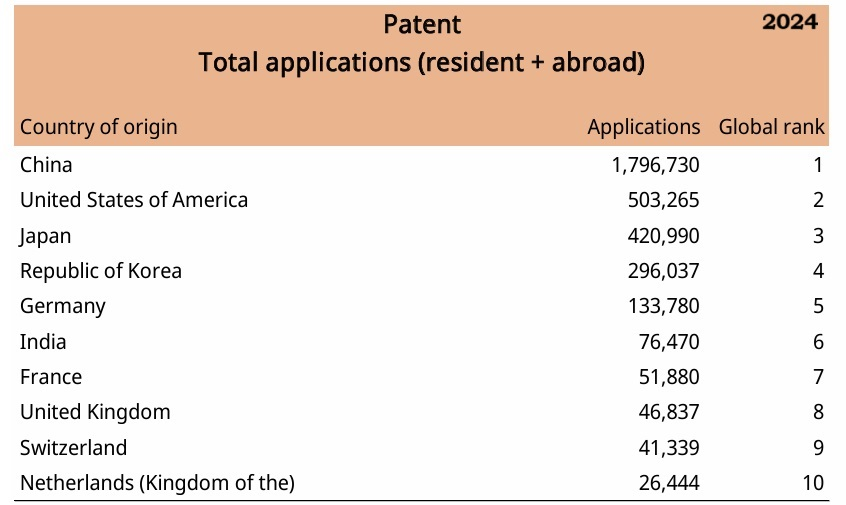 Patent 2024
Total applications (resident + abroad)
Country of origin Applications Global rank
China 1,796,730 1
United States of America 503,265 2
Japan 420,990 3
Republic of Korea 296,037 4
Germany 133,780 5
India 76,470 6
France 51,880 7
United Kingdom 46,837 8
Switzerland 41,339 9
Netherlands (Kingdom of the) 26,444 10